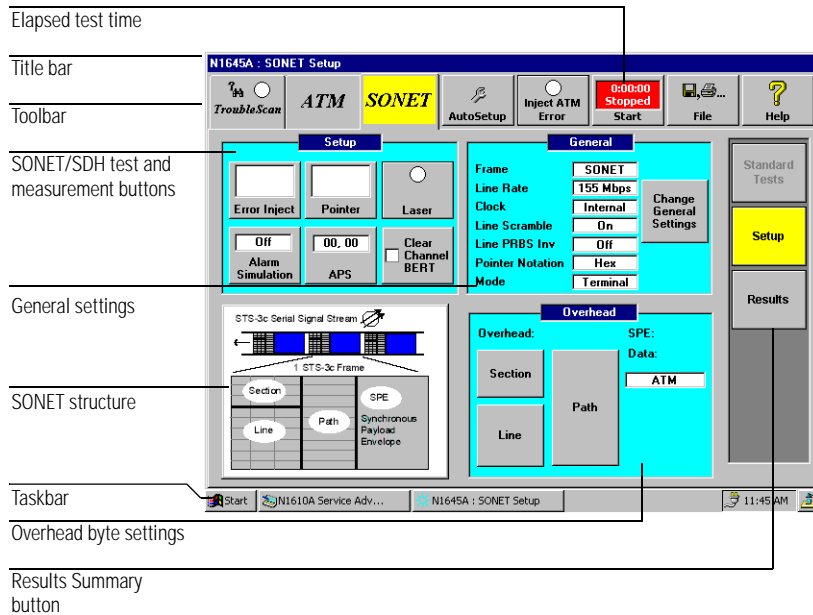 Elapsed test time
Title bar
Toolbar
SONET/SDH test and
measurement buttons
General settings
SONET structure
Taskbar
Overhead byte settings
Results Summary
button
N1645A : SONET Setup
TroubleScan
ATM
SONET
AutoSetup
Inject ATM
Error
0:00:00
Stopped
Start
File
Help
Setup
Error Inject
Pointer
Laser
Off
Alarm
Simulation
00, 00
APS
Clear
Channel
BERT
General
Frame SONET
Line Rate 155 Mbps
Clock Internal
Line Scramble On
Line PRBS Inv Off
Pointer Notation Hex
Mode Terminal
Change
General
Settings
Standard
Tests
Setup
Results
STS-3c Serial Signal Stream
1 STS-3c Frame
Section
Line
Path
SPE
Synchronous
Payload
Envelope
Overhead
Overhead:
SPE:
Section
Line
Path
Data:
ATM
Start
N1610A Service Adv...
N1645A : SONET Setup
11:45 AM